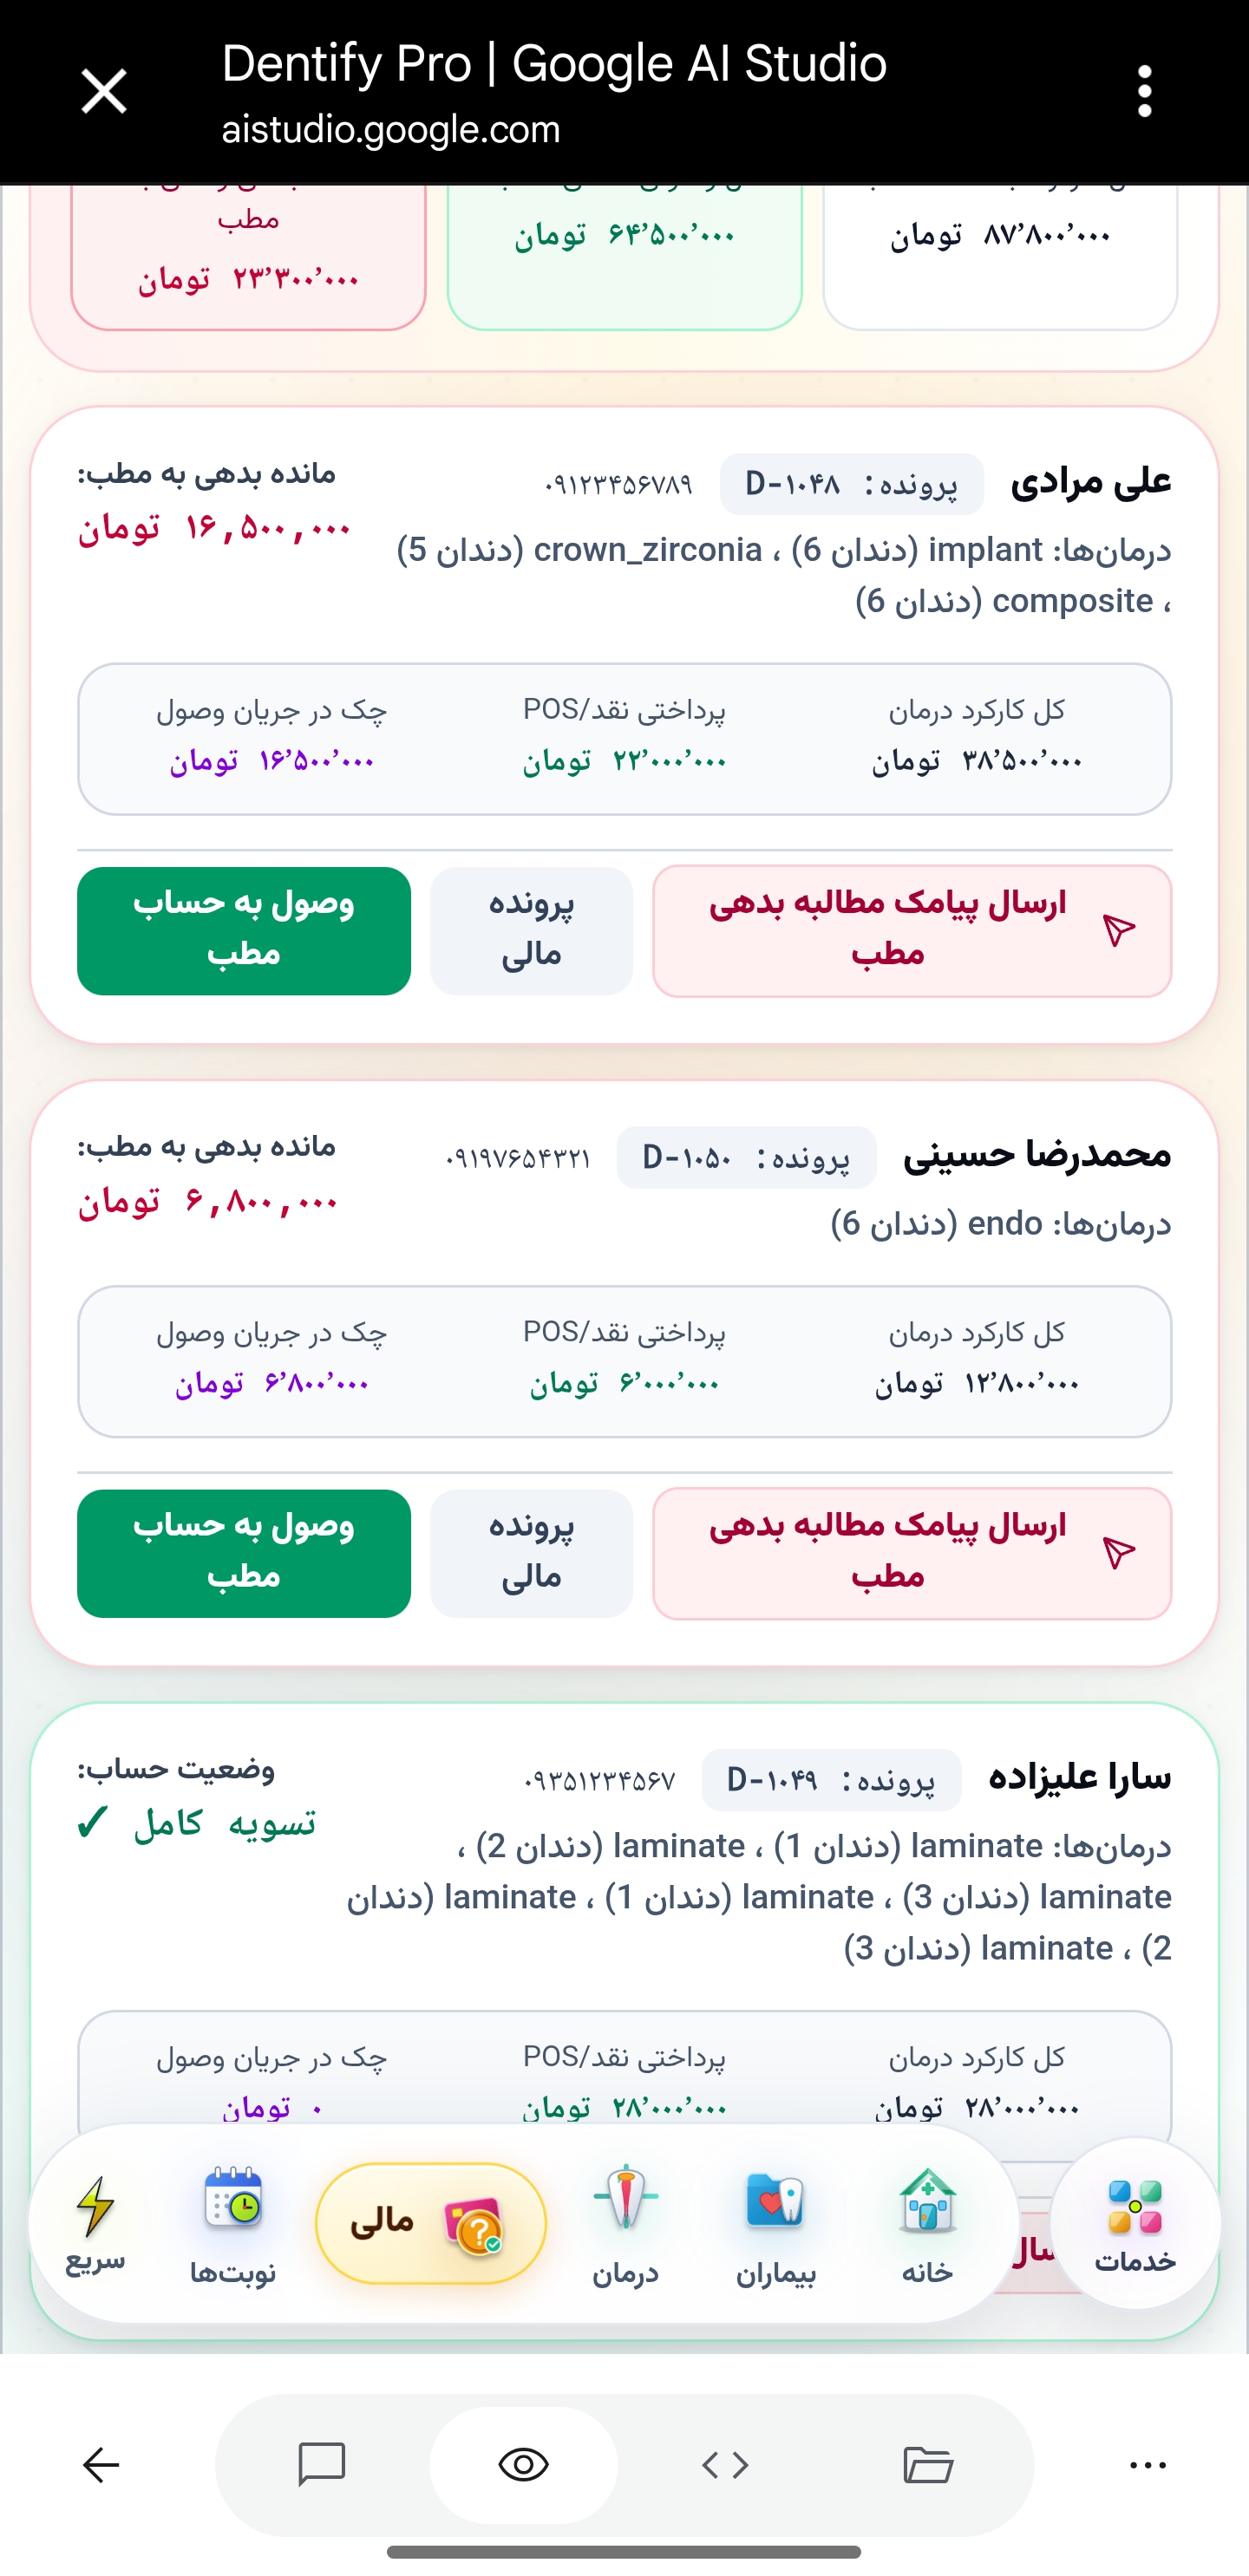 Dentify Pro | Google AI Studio
aistudio.google.com
۸۷٬۸۰۰٬۰۰۰ تومان
۶۴٬۵۰۰٬۰۰۰ تومان
مطب
۲۳٬۳۰۰٬۰۰۰ تومان
علی مرادی
پرونده: D-۱۰۴۸
۰۹۱۲۳۴۵۶۷۸۹
مانده بدهی به مطب:
۱۶,۵۰۰,۰۰۰ تومان
درمان‌ها: implant (دندان 6) ، crown_zirconia (دندان 5)
، composite (دندان 6)
کل کارکرد درمان
۳۸٬۵۰۰٬۰۰۰ تومان
پرداختی نقد/POS
۲۲٬۰۰۰٬۰۰۰ تومان
چک در جریان وصول
۱۶٬۵۰۰٬۰۰۰ تومان
ارسال پیامک مطالبه بدهی
مطب
پرونده
مالی
وصول به حساب
مطب
محمدرضا حسینی
پرونده: D-۱۰۵۰
۰۹۱۹۷۶۵۴۳۲۱
مانده بدهی به مطب:
۶,۸۰۰,۰۰۰ تومان
درمان‌ها: endo (دندان 6)
کل کارکرد درمان
۱۲٬۸۰۰٬۰۰۰ تومان
پرداختی نقد/POS
۶٬۰۰۰٬۰۰۰ تومان
چک در جریان وصول
۶٬۸۰۰٬۰۰۰ تومان
ارسال پیامک مطالبه بدهی
مطب
پرونده
مالی
وصول به حساب
مطب
سارا علیزاده
پرونده: D-۱۰۴۹
۰۹۳۵۱۲۳۴۵۶۷
وضعیت حساب:
تسویه کامل ✓
درمان‌ها: laminate (دندان 1) ، laminate (دندان 2) ،
laminate (دندان 3) ، laminate (دندان 1) ، laminate (دندان
2) ، laminate (دندان 3)
کل کارکرد درمان
۲۸٬۰۰۰٬۰۰۰ تومان
پرداختی نقد/POS
۲۸٬۰۰۰٬۰۰۰ تومان
چک در جریان وصول
۰ تومان
خدمات
خانه
بیماران
درمان
مالی
نوبت‌ها
سریع